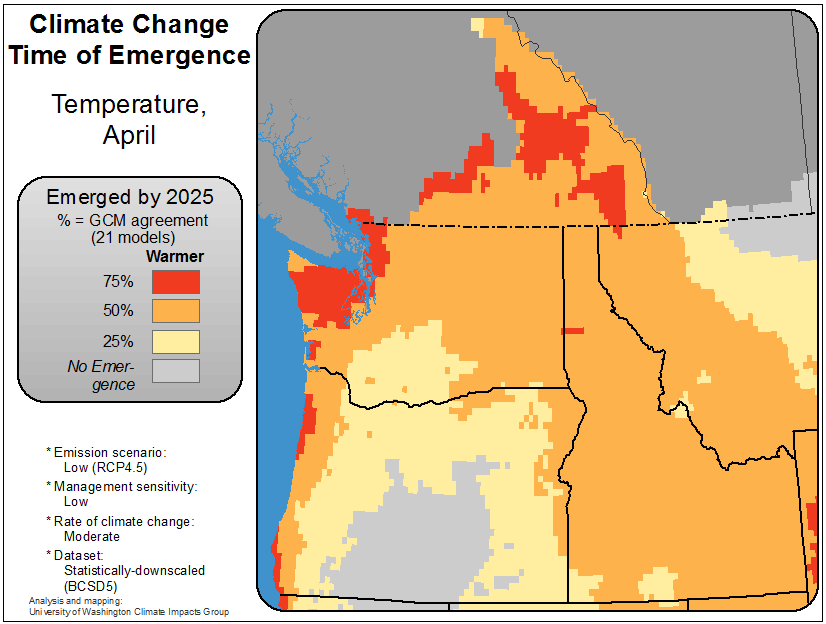 Climate Change
Time of Emergence
Temperature,
April
Emerged by 2025
% = GCM agreement
(21 models)
Warmer
75%
50%
25%
No Emer-
gence
* Emission scenario:
Low (RCP4.5)
* Management sensitivity:
Low
* Rate of climate change:
Moderate
* Dataset:
Statistically-downscaled
(BCSD5)
Analysis and mapping:
University of Washington Climate Impacts Group